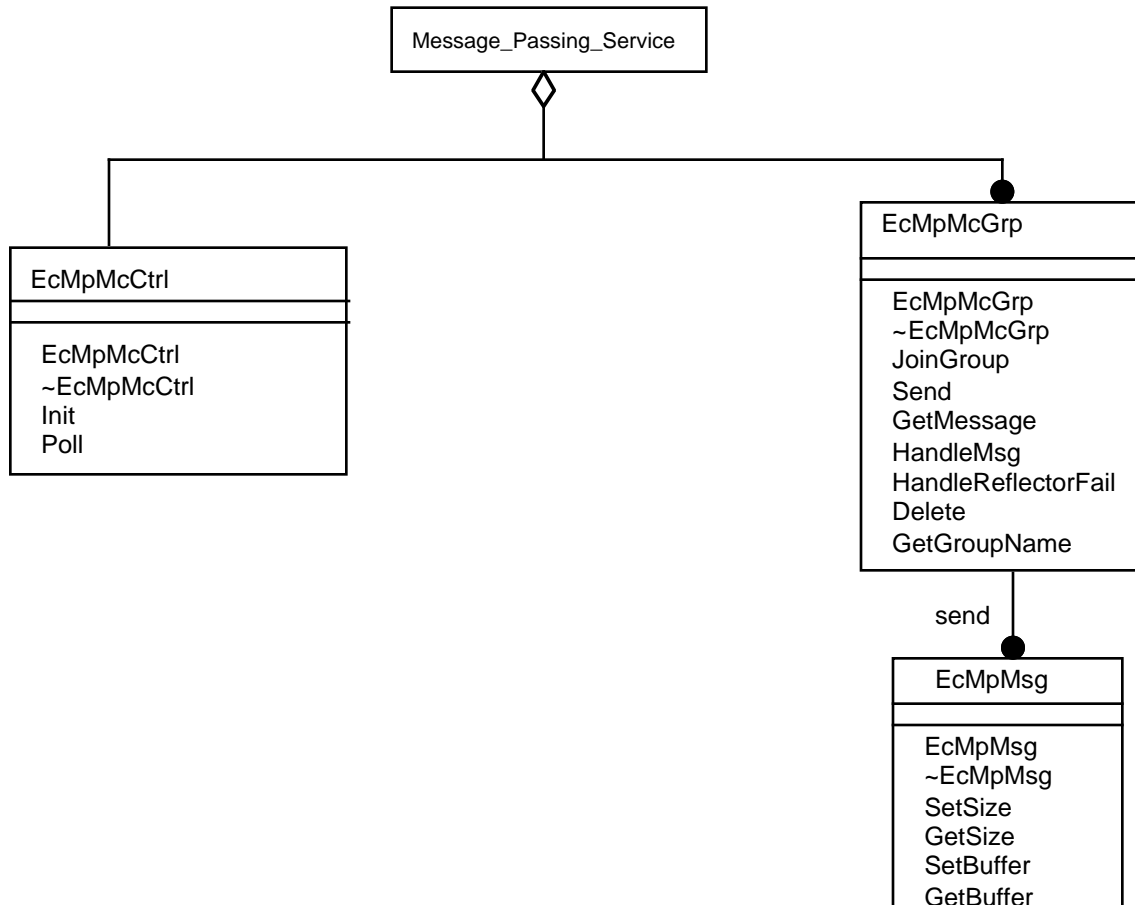 Message_Passing_Service
EcMpMcCtrl
EcMpMcCtrl
~EcMpMcCtrl
Init
Poll
EcMpMcGrp
EcMpMcGrp
~EcMpMcGrp
JoinGroup
Send
GetMessage
HandleMsg
HandleReflectorFail
Delete
GetGroupName
send
EcMpMsg
EcMpMsg
~EcMpMsg
SetSize
GetSize
SetBuffer
GetBuffer